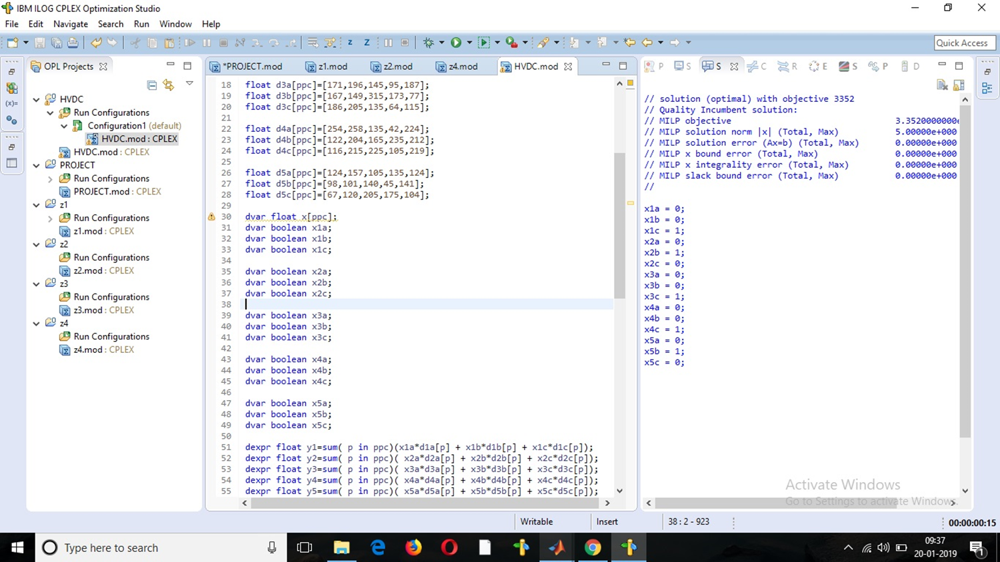 IBM ILOG CPLEX Optimization Studio
File Edit Navigate Search Run Window Help
Quick Access
OPL Projects
HVDC
Run Configurations
Configuration1 (default)
HVDC.mod : CPLEX
HVDC.mod : CPLEX
PROJECT
Run Configurations
PROJECT.mod : CPLEX
z1
Run Configurations
z1.mod : CPLEX
z2
Run Configurations
z2.mod : CPLEX
z3
Run Configurations
z3.mod : CPLEX
z4
Run Configurations
z4.mod : CPLEX
*PROJECT.mod z1.mod z2.mod z4.mod HVDC.mod
18 float d3a[ppc]=[171,196,145,95,187];
19 float d3b[ppc]=[167,149,315,173,77];
20 float d3c[ppc]=[186,205,135,64,115];
21
22 float d4a[ppc]=[254,258,135,42,224];
23 float d4b[ppc]=[122,204,165,235,212];
24 float d4c[ppc]=[116,215,225,105,219];
25
26 float d5a[ppc]=[124,157,105,135,124];
27 float d5b[ppc]=[98,101,140,45,141];
28 float d5c[ppc]=[67,120,205,175,104];
29
30 dvar float x[ppc];
31 dvar boolean x1a;
32 dvar boolean x1b;
33 dvar boolean x1c;
34
35 dvar boolean x2a;
36 dvar boolean x2b;
37 dvar boolean x2c;
38
39 dvar boolean x3a;
40 dvar boolean x3b;
41 dvar boolean x3c;
42
43 dvar boolean x4a;
44 dvar boolean x4b;
45 dvar boolean x4c;
46
47 dvar boolean x5a;
48 dvar boolean x5b;
49 dvar boolean x5c;
50
51 dexpr float y1=sum( p in ppc)(x1a*d1a[p] + x1b*d1b[p] + x1c*d1c[p]);
52 dexpr float y2=sum( p in ppc)( x2a*d2a[p] + x2b*d2b[p] + x2c*d2c[p]);
53 dexpr float y3=sum( p in ppc)( x3a*d3a[p] + x3b*d3b[p] + x3c*d3c[p]);
54 dexpr float y4=sum( p in ppc)( x4a*d4a[p] + x4b*d4b[p] + x4c*d4c[p]);
55 dexpr float y5=sum( p in ppc)( x5a*d5a[p] + x5b*d5b[p] + x5c*d5c[p]);
P S S C R E S P D
// solution (optimal) with objective 3352
// Quality Incumbent solution:
// MILP objective 3.3520000000e
// MILP solution norm |x| (Total, Max) 5.00000e+000
// MILP solution error (Ax=b) (Total, Max) 0.00000e+000
// MILP x bound error (Total, Max) 0.00000e+000
// MILP x integrality error (Total, Max) 0.00000e+000
// MILP slack bound error (Total, Max) 0.00000e+000
//
x1a = 0;
x1b = 0;
x1c = 1;
x2a = 0;
x2b = 1;
x2c = 0;
x3a = 0;
x3b = 0;
x3c = 1;
x4a = 0;
x4b = 0;
x4c = 1;
x5a = 0;
x5b = 1;
x5c = 0;
Activate Windows
Go to Settings to activate Windows.
Writable Insert 38 : 2 - 923 00:00:00:15
Type here to search
09:37
20-01-2019
1